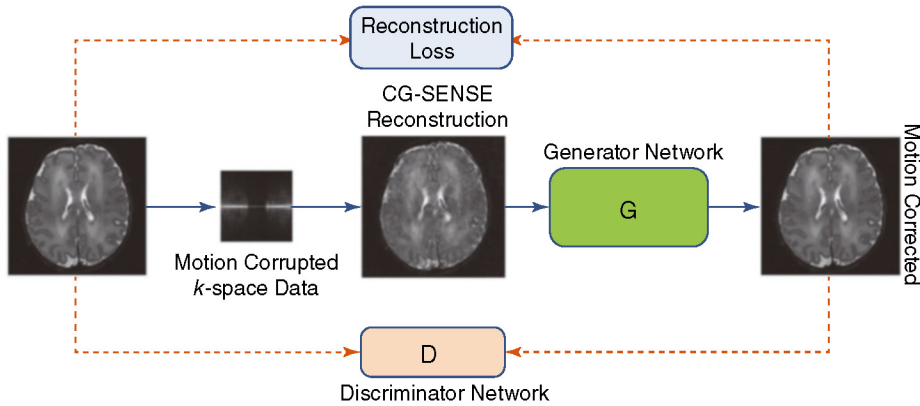 Reconstruction
Loss
CG-SENSE
Reconstruction
Generator Network
G
Motion Corrected
Motion Corrupted
k-space Data
D
Discriminator Network